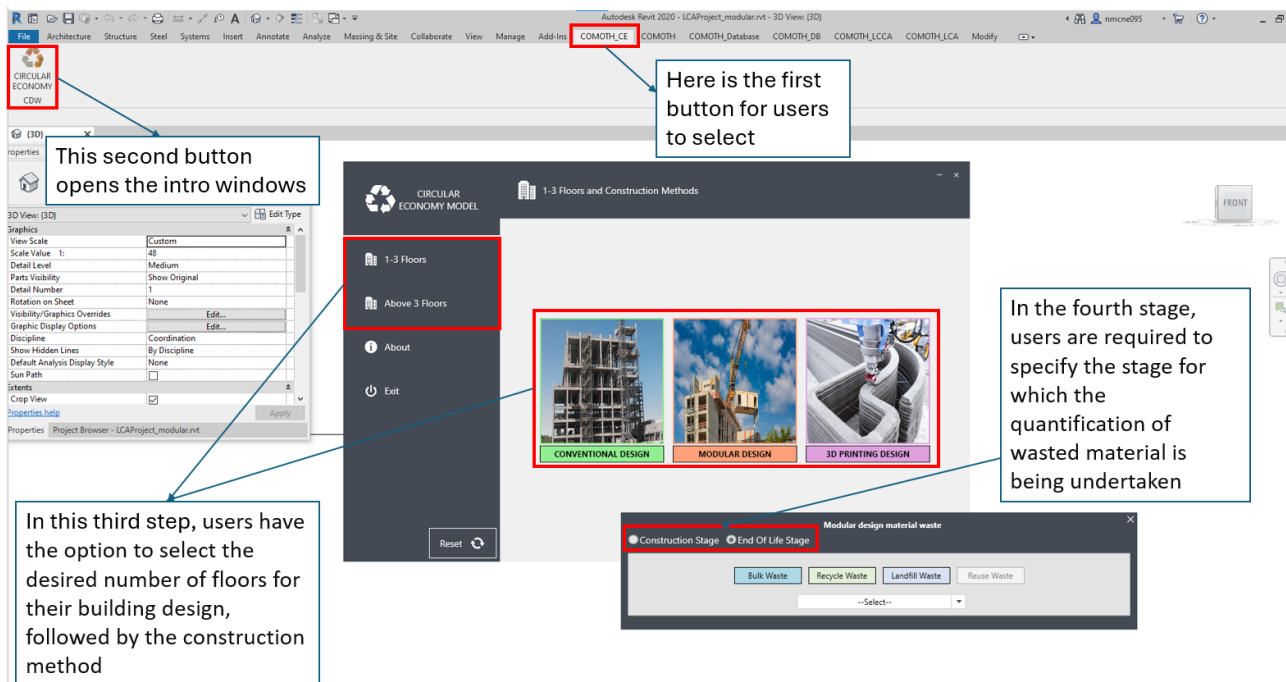 Autodesk Revit 2020 - LCAProject_modular.rvt - 3D View: {3D}
nmcne095
File Architecture Structure Steel Systems Insert Annotate Analyze Massing & Site Collaborate View Manage Add-Ins COMOTH_CE COMOTH COMOTH_Database COMOTH_DB COMOTH_LCCA COMOTH_LCA Modify
CIRCULAR
ECONOMY
CDW
Here is the first
button for users
to select
{3D}
roperties
This second button
opens the intro windows
3D View: {3D}
Edit Type
Graphics
View Scale Custom
Scale Value 1: 48
Detail Level Medium
Parts Visibility Show Original
Detail Number 1
Rotation on Sheet None
Visibility/Graphics Overrides Edit...
Graphic Display Options Edit...
Discipline Coordination
Show Hidden Lines By Discipline
Default Analysis Display Style None
Sun Path
Extents
Crop View
Properties help
Apply
Properties Project Browser - LCAProject_modular.rvt
CIRCULAR
ECONOMY MODEL
1-3 Floors and Construction Methods
1-3 Floors
Above 3 Floors
About
Exit
Reset
CONVENTIONAL DESIGN
MODULAR DESIGN
3D PRINTING DESIGN
FRONT
In the fourth stage,
users are required to
specify the stage for
which the
quantification of
wasted material is
being undertaken
In this third step, users have
the option to select the
desired number of floors for
their building design,
followed by the construction
method
Modular design material waste
Construction Stage End Of Life Stage
Bulk Waste Recycle Waste Landfill Waste Reuse Waste
--Select--